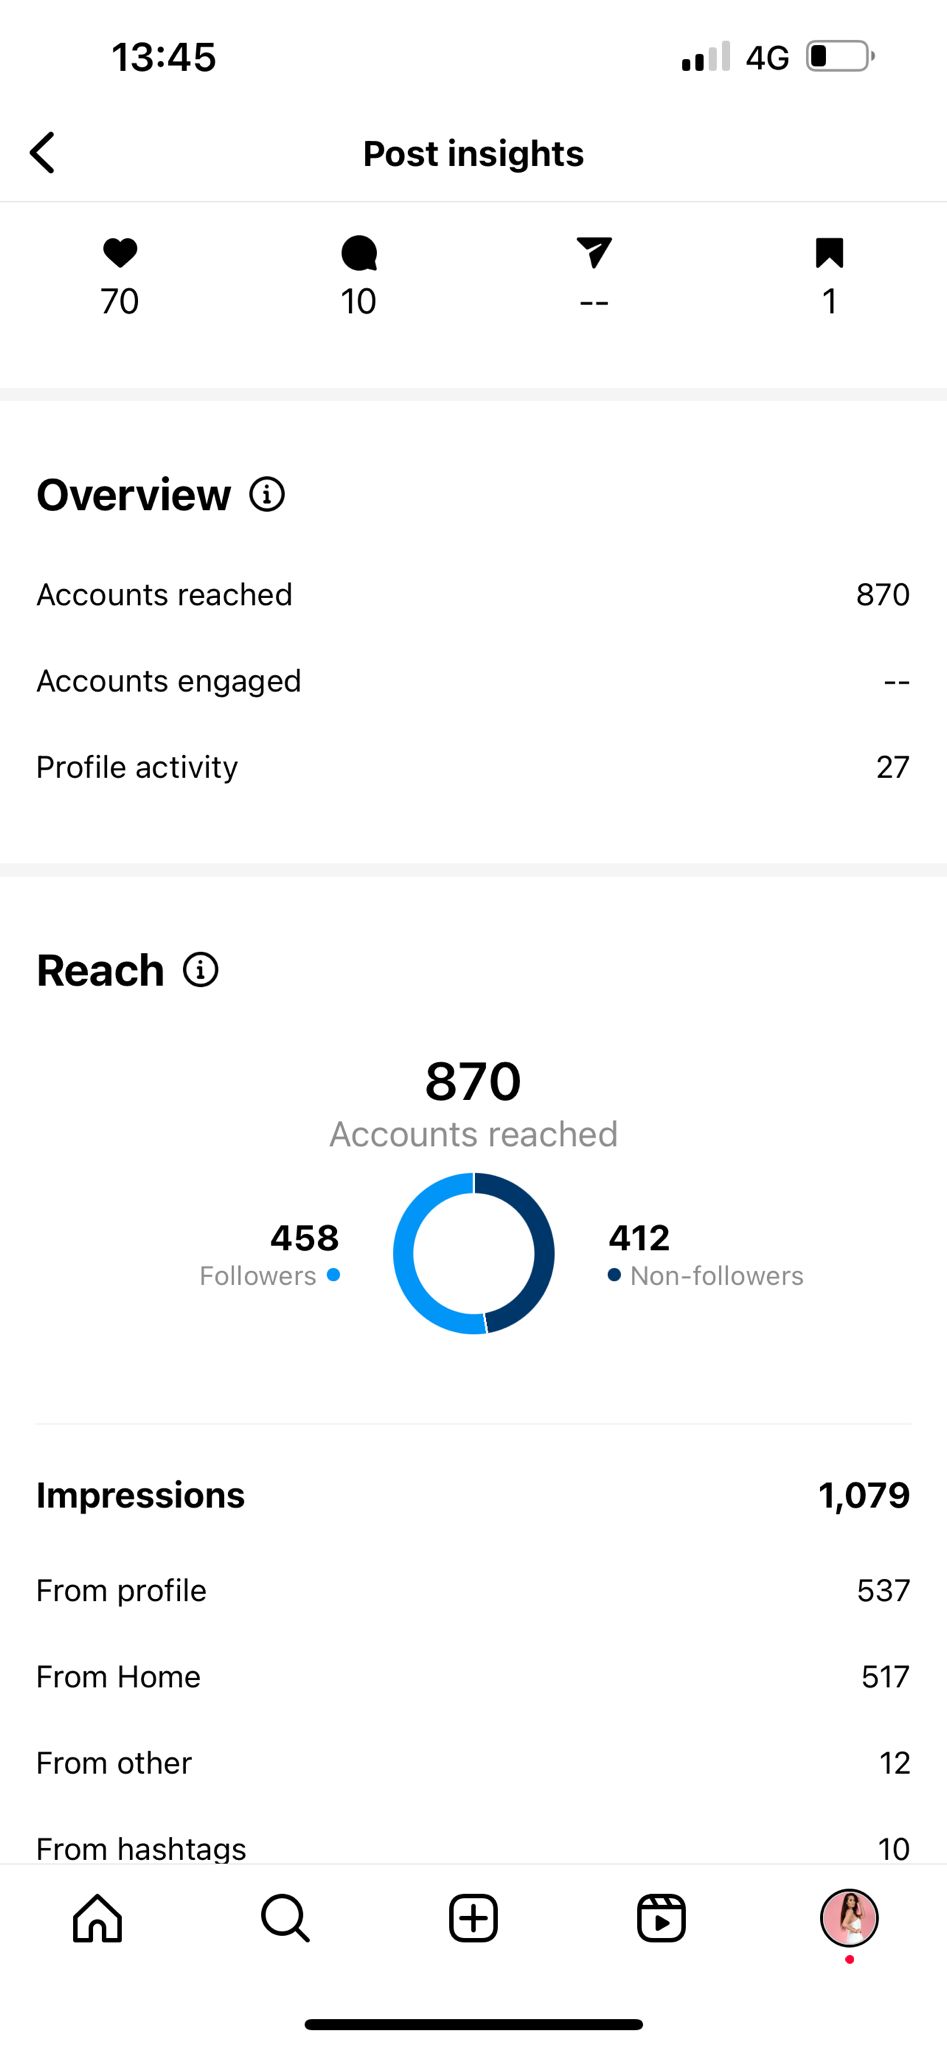 13:45 4G
Post insights
70 10 -- 1
Overview
Accounts reached 870
Accounts engaged --
Profile activity 27
Reach
870
Accounts reached
458 412
Followers Non-followers
Impressions 1,079
From profile 537
From Home 517
From other 12
From hashtags 10